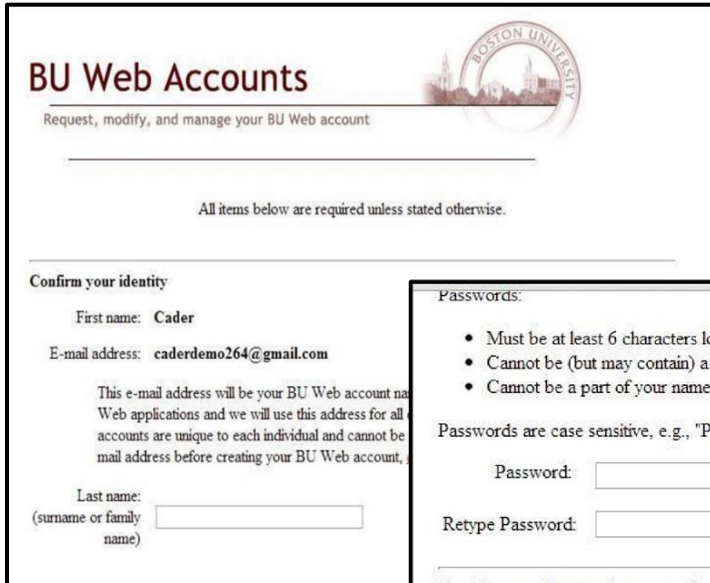 BU Web Accounts
BOSTON UNIVERSITY
Request, modify, and manage your BU Web account
All items below are required unless stated otherwise.
Confirm your identity
First name: Cader
E-mail address: caderdemo264@gmail.com
This e-mail address will be your BU Web account na
Web applications and we will use this address for all
accounts are unique to each individual and cannot be
mail address before creating your BU Web account,
Last name:
(surname or family
name)
Passwords:
• Must be at least 6 characters lo
• Cannot be (but may contain) a
• Cannot be a part of your name
Passwords are case sensitive, e.g., "P
Password:
Retype Password: